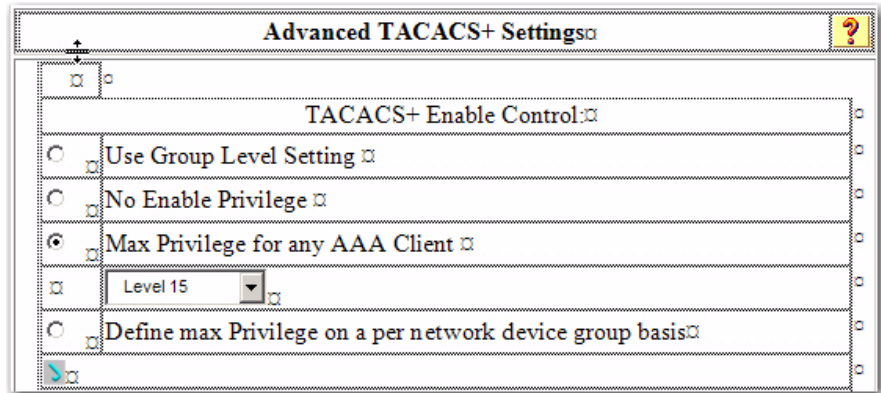 Advanced TACACS+ Settings¤
?
¤ ¤
TACACS+ Enable Control:¤ ¤
¤ Use Group Level Setting ¤ ¤
¤ No Enable Privilege ¤ ¤
¤ Max Privilege for any AAA Client ¤ ¤
¤ Level 15 ¤ ¤
¤ Define max Privilege on a per network device group basis¤ ¤
¤ ¤